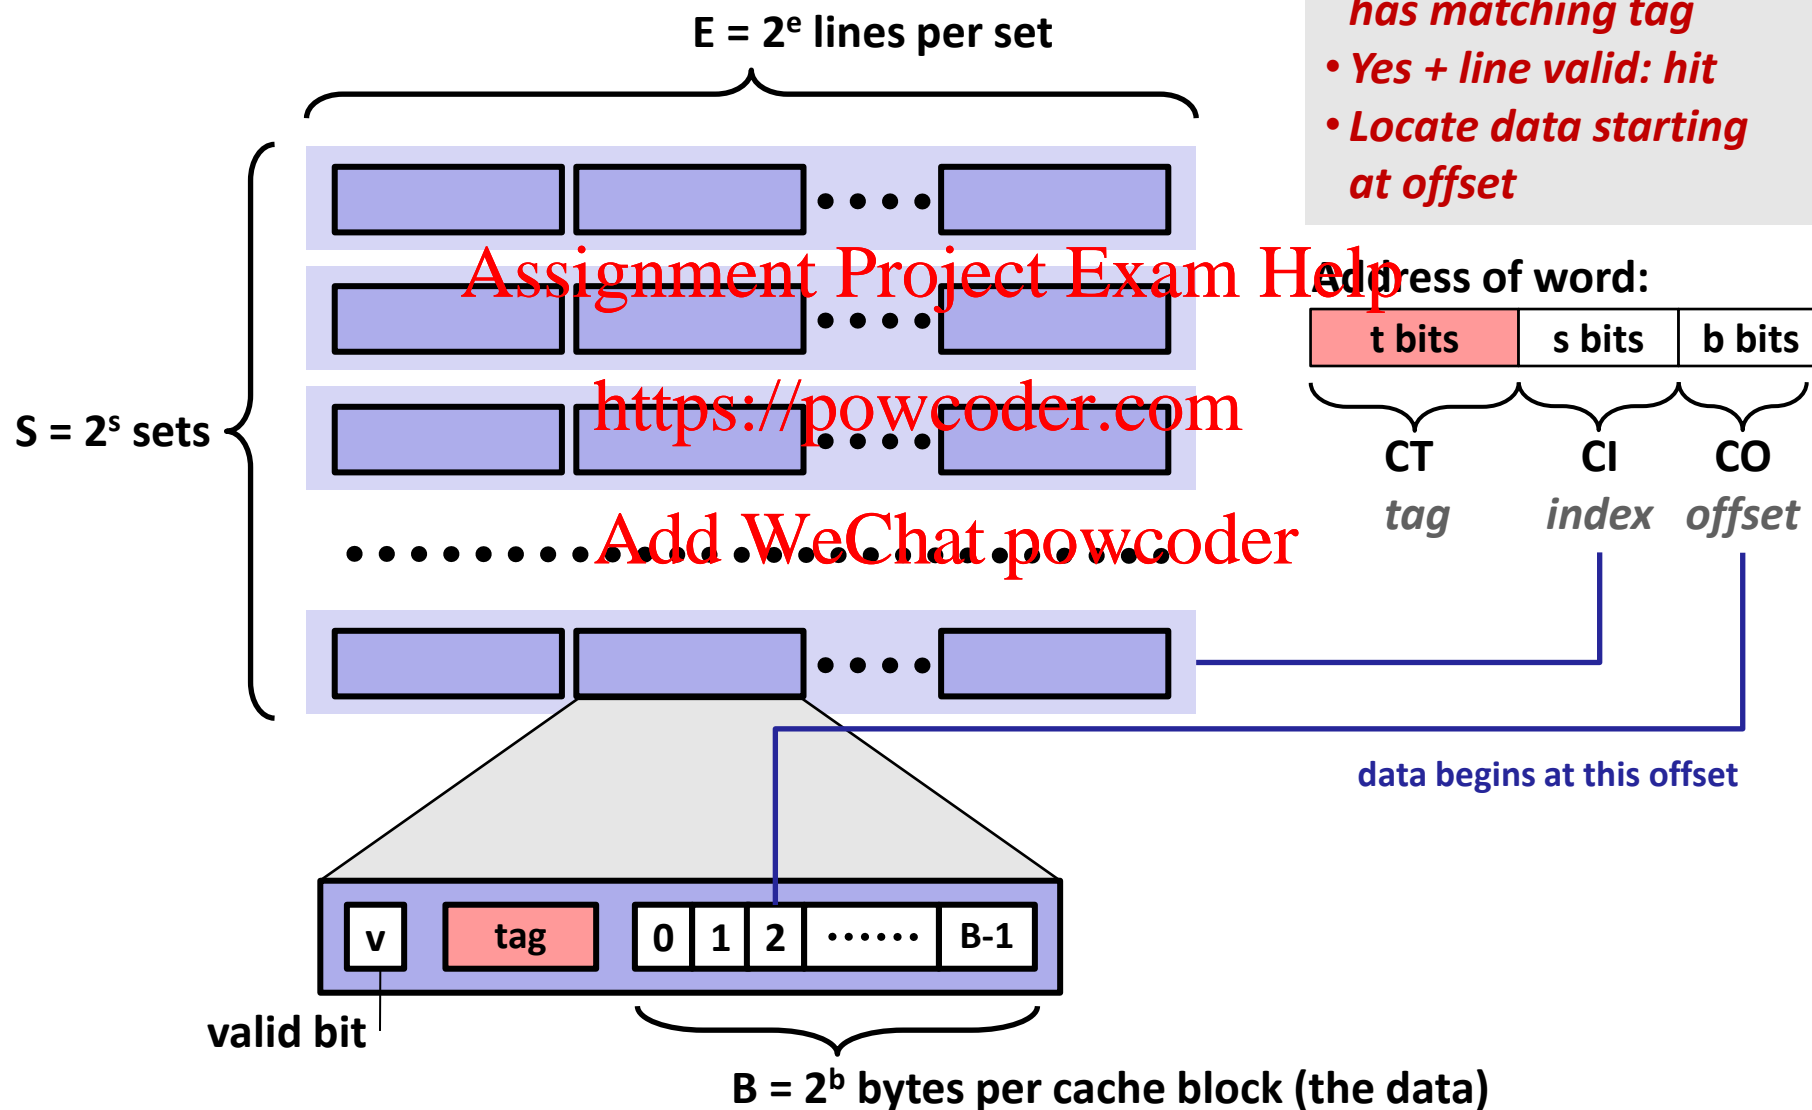 E = 2ᵉ lines per set
has matching tag
• Yes + line valid: hit
• Locate data starting
at offset
Assignment Project Exam Help
Address of word:
t bits s bits b bits
https://powcoder.com
S = 2ˢ sets
CT CI CO
tag index offset
Add WeChat powcoder
data begins at this offset
v tag 0 1 2 ······ B-1
valid bit
B = 2ᵇ bytes per cache block (the data)